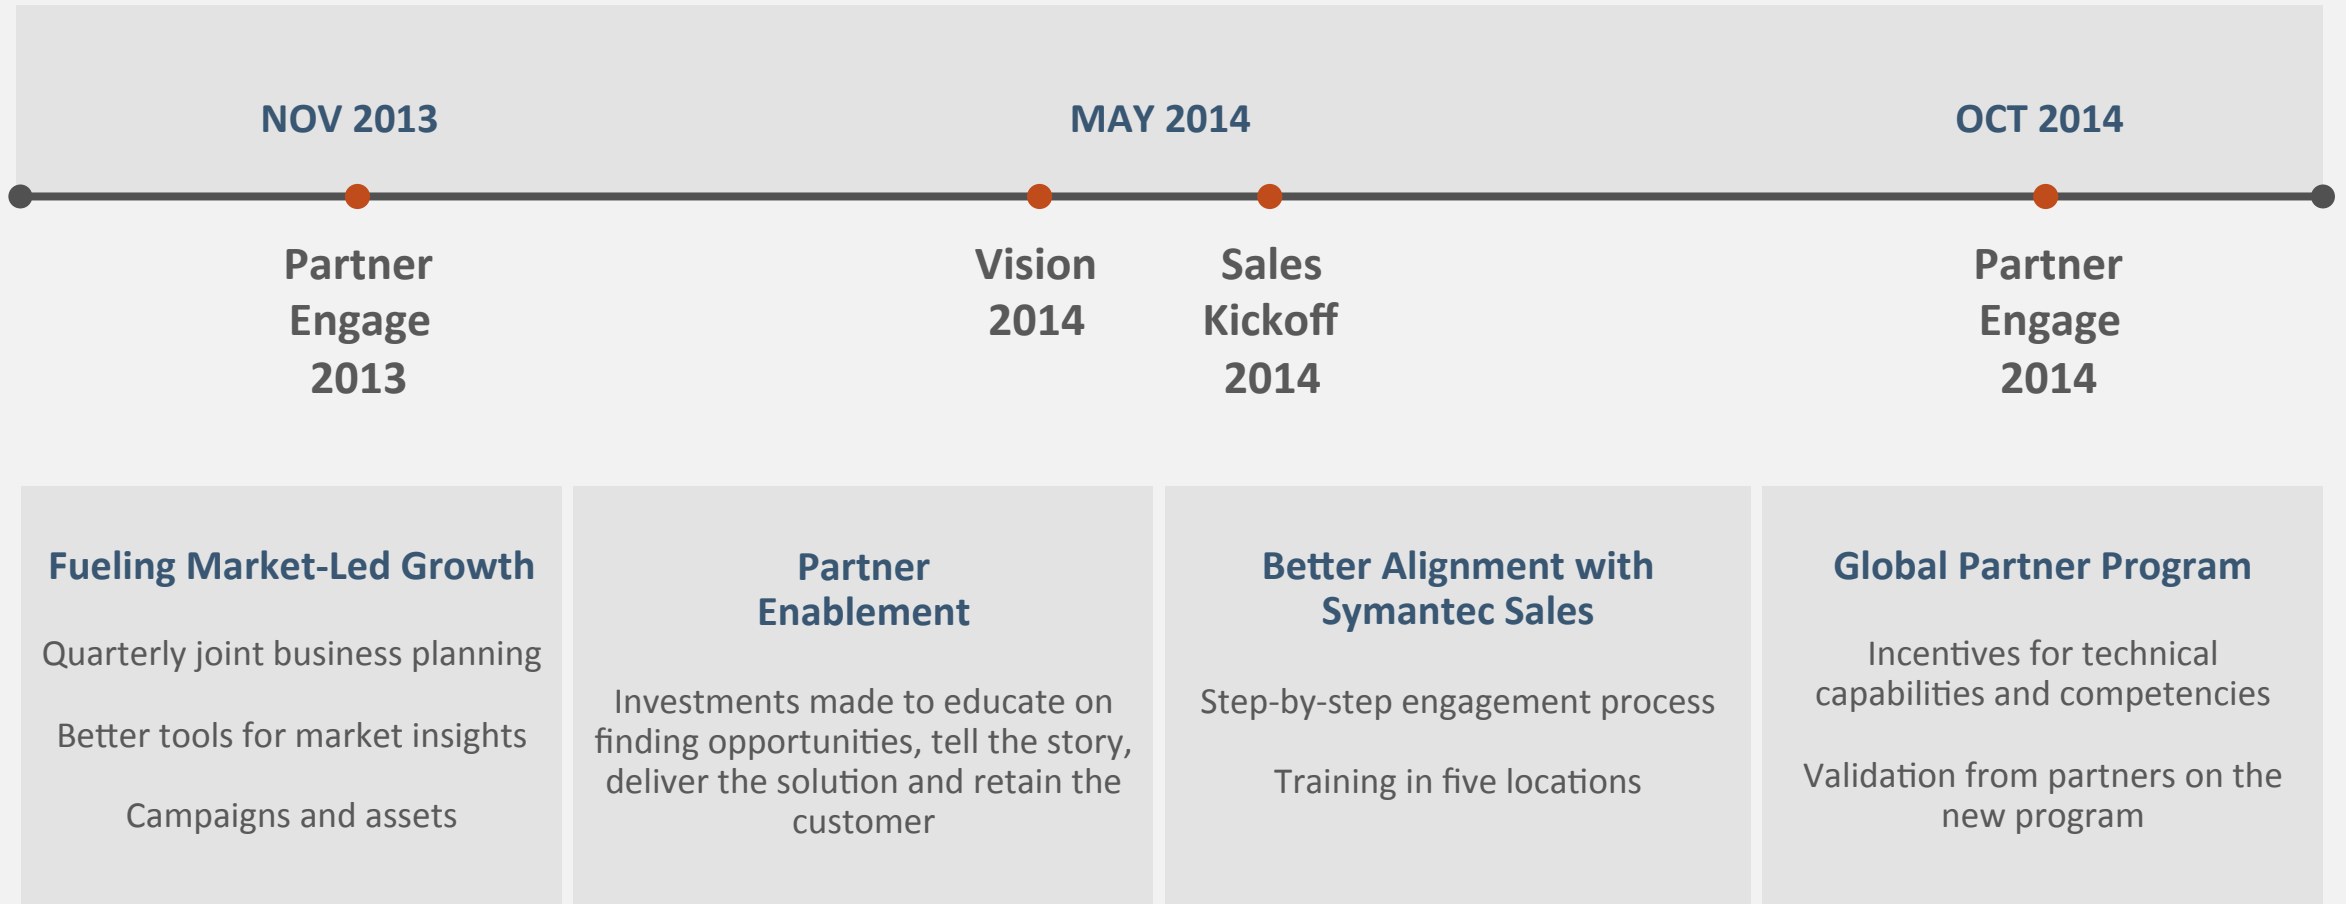 NOV 2013
MAY 2014
OCT 2014
Partner
Engage
2013
Vision
2014
Sales
Kickoff
2014
Partner
Engage
2014
Fueling Market-Led Growth
Quarterly joint business planning
Better tools for market insights
Campaigns and assets
Partner
Enablement
Investments made to educate on
finding opportunities, tell the story,
deliver the solution and retain the
customer
Better Alignment with
Symantec Sales
Step-by-step engagement process
Training in five locations
Global Partner Program
Incentives for technical
capabilities and competencies
Validation from partners on the
new program